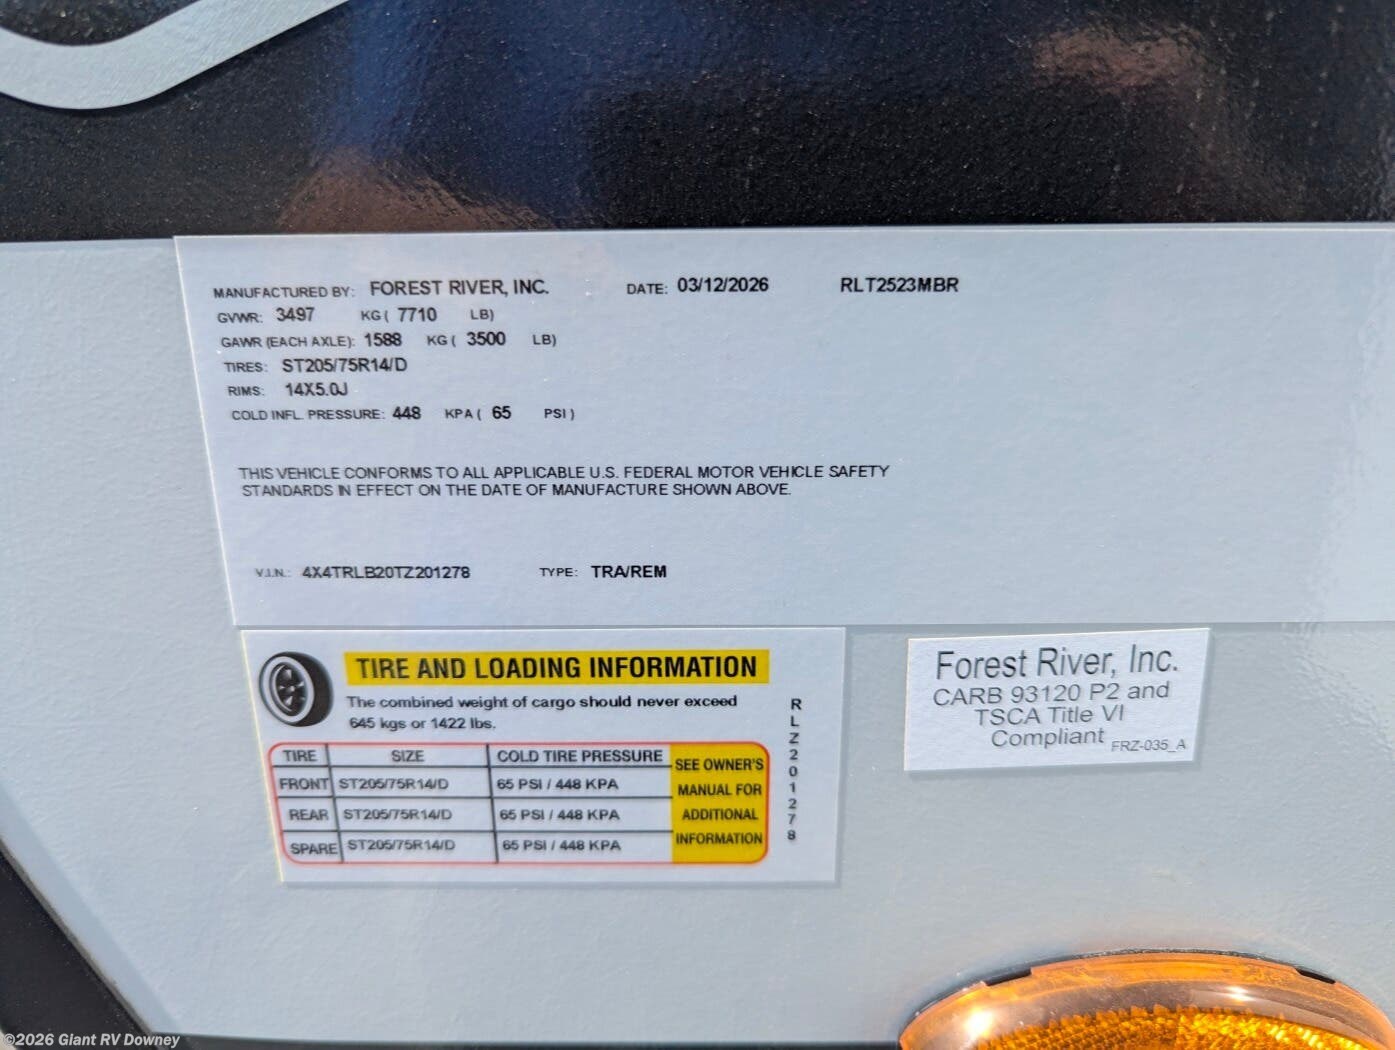 MANUFACTURED BY: FOREST RIVER, INC. DATE: 03/12/2026 RLT2523MBR
GVWR: 3497 KG ( 7710 LB)
GAWR (EACH AXLE): 1588 KG ( 3500 LB)
TIRES: ST205/75R14/D
RIMS: 14X5.0J
COLD INFL. PRESSURE: 448 KPA ( 65 PSI )
THIS VEHICLE CONFORMS TO ALL APPLICABLE U.S. FEDERAL MOTOR VEHICLE SAFETY
STANDARDS IN EFFECT ON THE DATE OF MANUFACTURE SHOWN ABOVE.
V.I.N.: 4X4TRLB20TZ201278 TYPE: TRA/REM
TIRE AND LOADING INFORMATION
The combined weight of cargo should never exceed
645 kgs or 1422 lbs.
TIRE SIZE COLD TIRE PRESSURE
FRONT ST205/75R14/D 65 PSI / 448 KPA
REAR ST205/75R14/D 65 PSI / 448 KPA
SPARE ST205/75R14/D 65 PSI / 448 KPA
SEE OWNER'S
MANUAL FOR
ADDITIONAL
INFORMATION
RLZ201278
Forest River, Inc.
CARB 93120 P2 and
TSCA Title VI
Compliant FRZ-035_A
©2026 Giant RV Downey